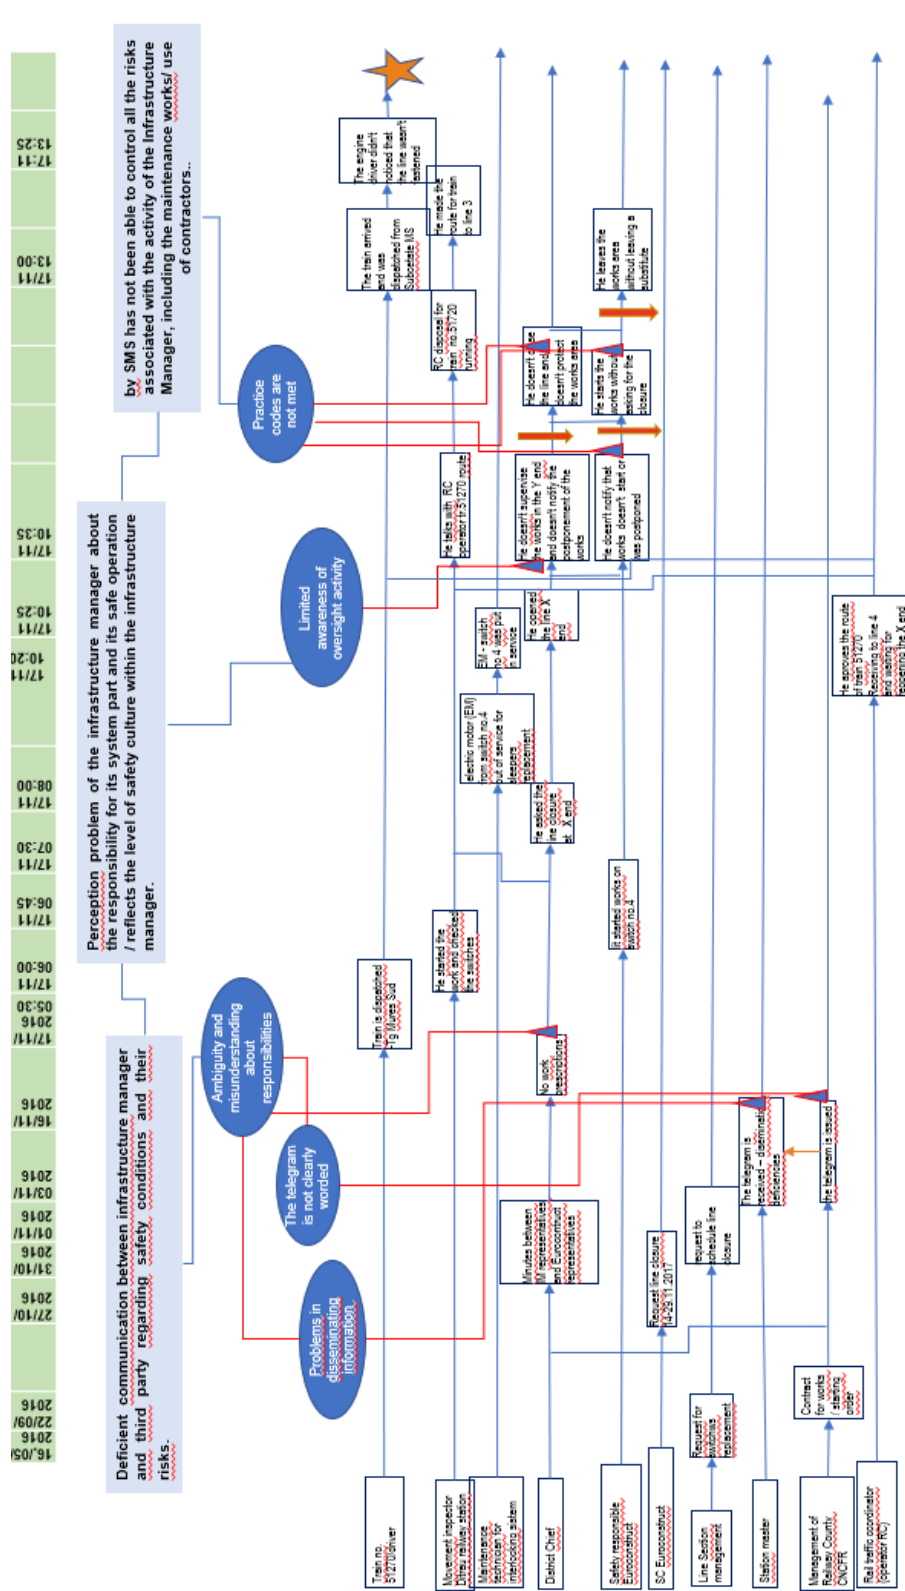 16./05/
2016
22/09/
2016
27/10/
2016
31/10/
2016
01/11/
2016
03/11/
2016
16/11/
2016
17/11/
2016
05:30
17/11
06:00
17/11
06:45
17/11
07:30
17/11
08:00
17/11
10:20
17/11
10:25
17/11
10:35
17/11
13:00
17:11
13:25
Deficient communication between infrastructure manager
and third party regarding safety conditions and their
risks.
Perception problem of the infrastructure manager about
the responsibility for its system part and its safe operation
/ reflects the level of safety culture within the infrastructure
manager.
by SMS has not been able to control all the risks
associated with the activity of the Infrastructure
Manager, including the maintenance works/ use
of contractors..
Ambiguity and
misunderstanding
about
responsibilities
The telegram
is not clearly
worded
Problems in
disseminating
information
Limited
awareness of
oversight activity
Practice
codes are
not met
Train no.
51270/driver
Train is dispatched
Tg Mures Sud
The train arrived
and was
dispatched from
Subcetate MS
The engine
driver didn't
noticed that
the line wasn't
fastened
Movement inspector
Ditrau railway station
He started the
work and checked
the switches
He talks with RC
operator tr.51270 route
RC disposal for
train no.51720
running
He made the
route for train
to line 3
Maintenance
technician for
interlocking sistem
electric motor (EM)
from switch no.4
out of service for
sleepers
replacement
EM - switch
no 4 was put
in service
District Chief
Minutes between
IM representatives
and Euroconstruct
representatives
No work
prescriptions
He asked the
line closure
at X end
He opened
the line X
end
He doesn't supervise
the works in the Y end
and doesn't notify the
postponement of the
works
He doesn't close
the line and
doesn't protect
the works area
Safety responsible
Euroconstruct
it started works on
switch no.4
He doesn't notify that
works doesn't start or
was postponed
He starts the
works without
asking for the
closure
He leaves the
works area
without leaving a
substitute
SC Euroconstruct
Request line closure
14-29.11.2017
Line Section
management
Request for
switchws
replacement
request to
schedule line
closure
Station master
The telegram is
received – diseminati
deficiencies
Management of
Railway County
CNCFR
Contract
for works
/ starting
order
the telegram is issued
Rail traffic coordinator
(operator RC)
He aproves the route
of train 51270
Receiving to line 4
and waiting for
reopening the X end